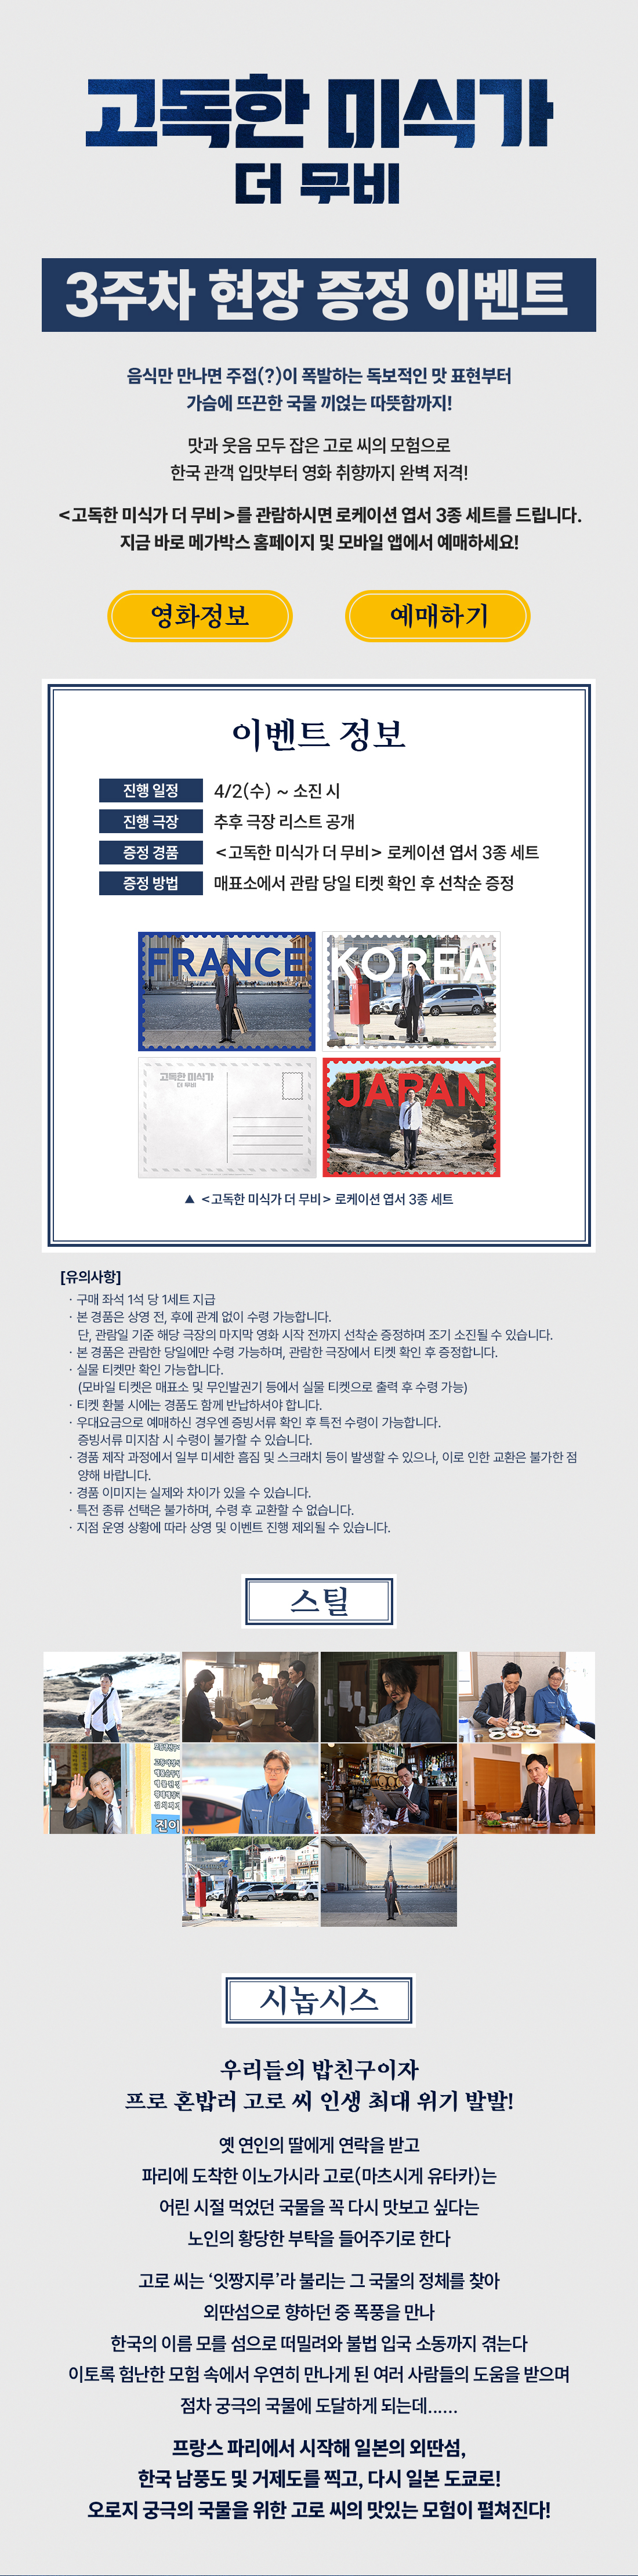 고독한 미식가
더 무비
3주차 현장 증정 이벤트
음식만 만나면 주접(?)이 폭발하는 독보적인 맛 표현부터
가슴에 뜨끈한 국물 끼얹는 따뜻함까지!
맛과 웃음 모두 잡은 고로 씨의 모험으로
한국 관객 입맛부터 영화 취향까지 완벽 저격!
<고독한 미식가 더 무비>를 관람하시면 로케이션 엽서 3종 세트를 드립니다.
지금 바로 메가박스 홈페이지 및 모바일 앱에서 예매하세요!
영화정보 예매하기
이벤트 정보
진행 일정 4/2(수) ~ 소진 시
진행 극장 추후 극장 리스트 공개
증정 경품 <고독한 미식가 더 무비> 로케이션 엽서 3종 세트
증정 방법 매표소에서 관람 당일 티켓 확인 후 선착순 증정
FRANCE KOREA
고독한 미식가
더 무비
JAPAN
▲ <고독한 미식가 더 무비> 로케이션 엽서 3종 세트
[유의사항]
· 구매 좌석 1석 당 1세트 지급
· 본 경품은 상영 전, 후에 관계 없이 수령 가능합니다.
단, 관람일 기준 해당 극장의 마지막 영화 시작 전까지 선착순 증정하며 조기 소진될 수 있습니다.
· 본 경품은 관람한 당일에만 수령 가능하며, 관람한 극장에서 티켓 확인 후 증정합니다.
· 실물 티켓만 확인 가능합니다.
(모바일 티켓은 매표소 및 무인발권기 등에서 실물 티켓으로 출력 후 수령 가능)
· 티켓 환불 시에는 경품도 함께 반납하셔야 합니다.
· 우대요금으로 예매하신 경우엔 증빙서류 확인 후 특전 수령이 가능합니다.
증빙서류 미지참 시 수령이 불가할 수 있습니다.
· 경품 제작 과정에서 일부 미세한 흠집 및 스크래치 등이 발생할 수 있으나, 이로 인한 교환은 불가한 점
양해 바랍니다.
· 경품 이미지는 실제와 차이가 있을 수 있습니다.
· 특전 종류 선택은 불가하며, 수령 후 교환할 수 없습니다.
· 지점 운영 상황에 따라 상영 및 이벤트 진행 제외될 수 있습니다.
스틸
진이
시놉시스
우리들의 밥친구이자
프로 혼밥러 고로 씨 인생 최대 위기 발발!
옛 연인의 딸에게 연락을 받고
파리에 도착한 이노가시라 고로(마츠시게 유타카)는
어린 시절 먹었던 국물을 꼭 다시 맛보고 싶다는
노인의 황당한 부탁을 들어주기로 한다
고로 씨는 ‘잇짱지루’라 불리는 그 국물의 정체를 찾아
외딴섬으로 향하던 중 폭풍을 만나
한국의 이름 모를 섬으로 떠밀려와 불법 입국 소동까지 겪는다
이토록 험난한 모험 속에서 우연히 만나게 된 여러 사람들의 도움을 받으며
점차 궁극의 국물에 도달하게 되는데......
프랑스 파리에서 시작해 일본의 외딴섬,
한국 남풍도 및 거제도를 찍고, 다시 일본 도쿄로!
오로지 궁극의 국물을 위한 고로 씨의 맛있는 모험이 펼쳐진다!